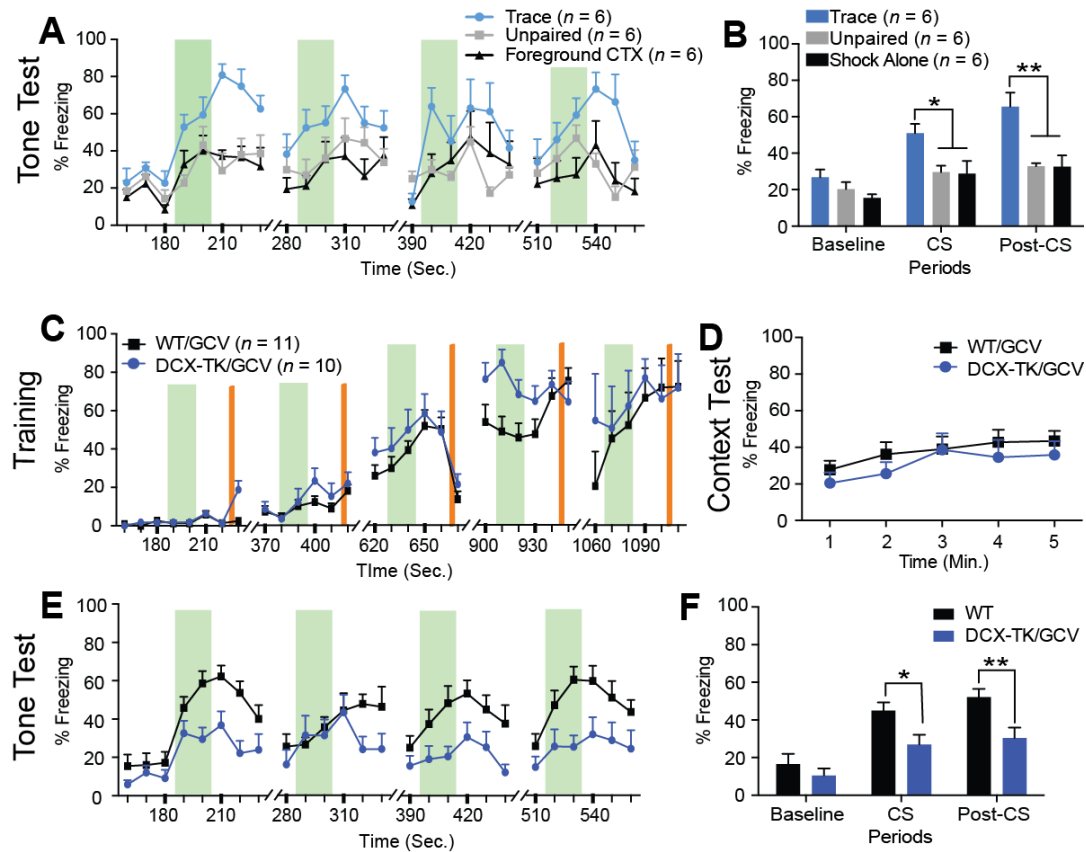 A
Tone Test
% Freezing
100
80
60
40
20
0
Trace (n = 6)
Unpaired (n = 6)
Foreground CTX (n = 6)
180 210 280 310 390 420 510 540
Time (Sec.)
B
% Freezing
100
80
60
40
20
0
Trace (n = 6)
Unpaired (n = 6)
Shock Alone (n = 6)
*
**
Baseline CS Post-CS
Periods
C
Training
% Freezing
100
80
60
40
20
0
WT/GCV (n = 11)
DCX-TK/GCV (n = 10)
180 210 370 400 620 650 900 930 1060 1090
TIme (Sec.)
D
Context Test
% Freezing
100
80
60
40
20
0
WT/GCV
DCX-TK/GCV
1 2 3 4 5
Time (Min.)
E
Tone Test
% Freezing
100
80
60
40
20
0
180 210 280 310 390 420 510 540
Time (Sec.)
F
% Freezing
100
80
60
40
20
0
WT
DCX-TK/GCV
*
**
Baseline CS Post-CS
Periods